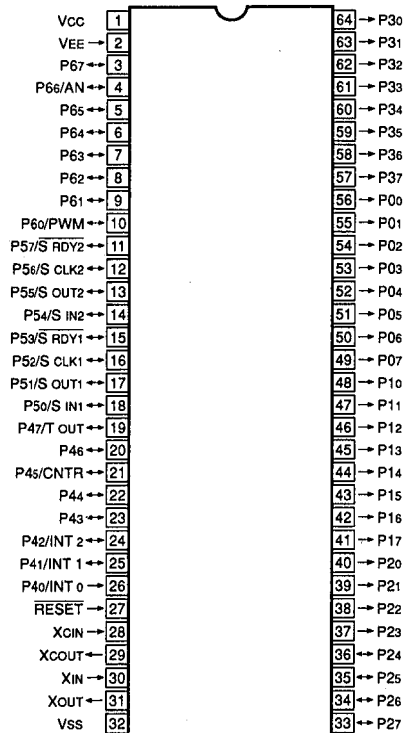 VCC 1 64 P30
VEE 2 63 P31
P67 3 62 P32
P66/AN 4 61 P33
P65 5 60 P34
P64 6 59 P35
P63 7 58 P36
P62 8 57 P37
P61 9 56 P00
P60/PWM 10 55 P01
P57/S RDY2 11 54 P02
P56/S CLK2 12 53 P03
P55/S OUT2 13 52 P04
P54/S IN2 14 51 P05
P53/S RDY1 15 50 P06
P52/S CLK1 16 49 P07
P51/S OUT1 17 48 P10
P50/S IN1 18 47 P11
P47/T OUT 19 46 P12
P46 20 45 P13
P45/CNTR 21 44 P14
P44 22 43 P15
P43 23 42 P16
P42/INT 2 24 41 P17
P41/INT 1 25 40 P20
P40/INT 0 26 39 P21
RESET 27 38 P22
XCIN 28 37 P23
XCOUT 29 36 P24
XIN 30 35 P25
XOUT 31 34 P26
VSS 32 33 P27